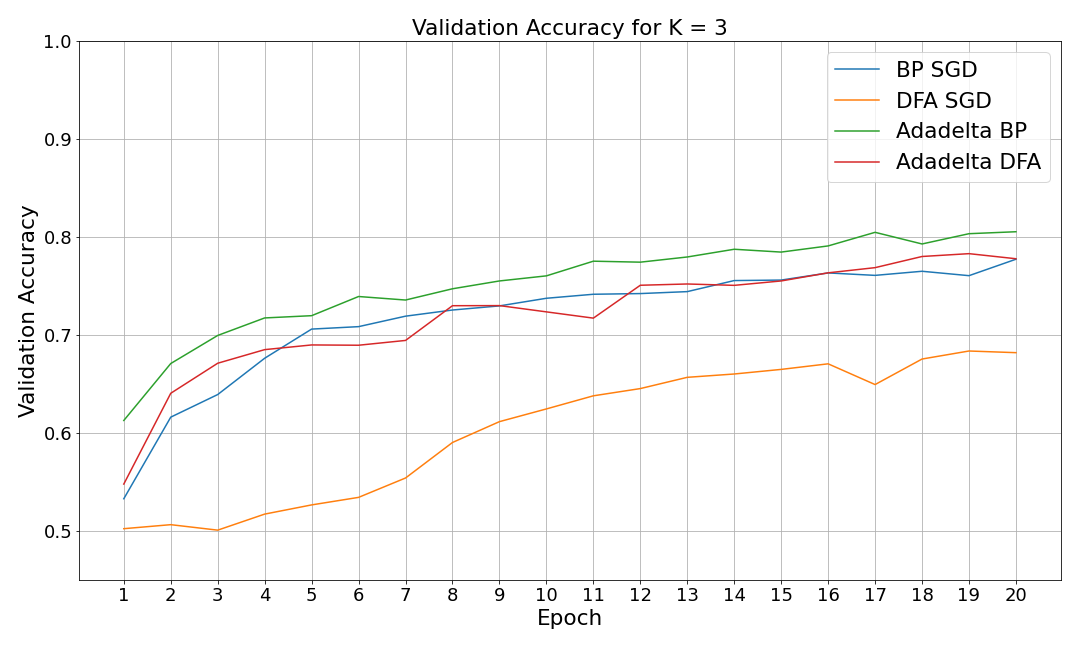 Validation Accuracy for K = 3
1.0
0.9
0.8
0.7
0.6
0.5
Validation Accuracy
BP SGD
DFA SGD
Adadelta BP
Adadelta DFA
1 2 3 4 5 6 7 8 9 10 11 12 13 14 15 16 17 18 19 20
Epoch